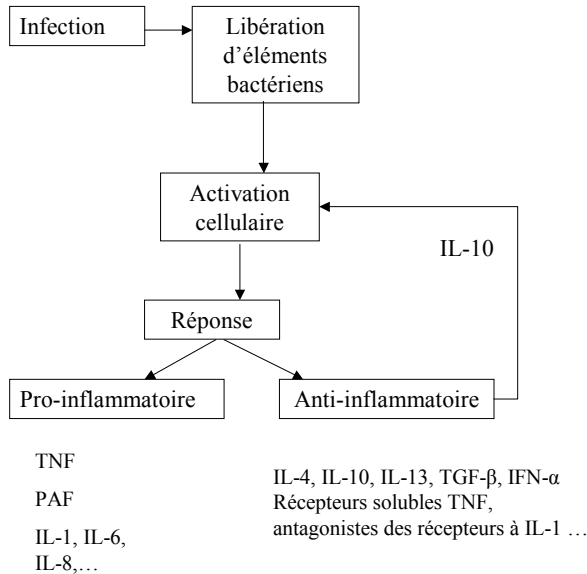 Infection
Libération
d'éléments
bactériens
Activation
cellulaire
IL-10
Réponse
Pro-inflammatoire
Anti-inflammatoire
TNF
PAF
IL-1, IL-6,
IL-8,…
IL-4, IL-10, IL-13, TGF-β, IFN-α
Récepteurs solubles TNF,
antagonistes des récepteurs à IL-1 …